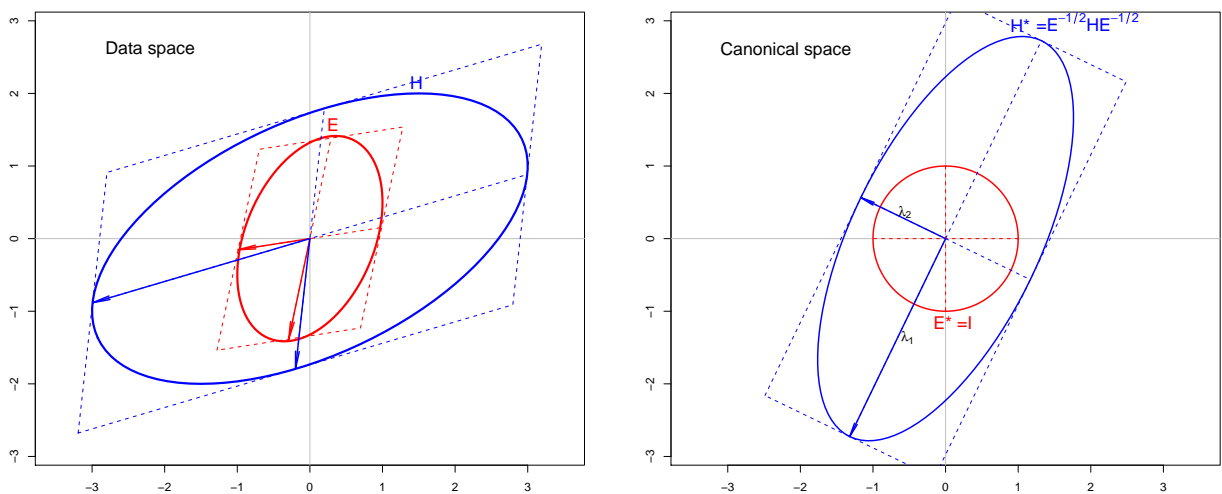 Data space
H
E
3
2
1
0
−1
−2
−3
−3 −2 −1 0 1 2 3
Canonical space
H* =E^{−1/2}HE^{−1/2}
λ₂
E* =I
λ₁
3
2
1
0
−1
−2
−3
−3 −2 −1 0 1 2 3